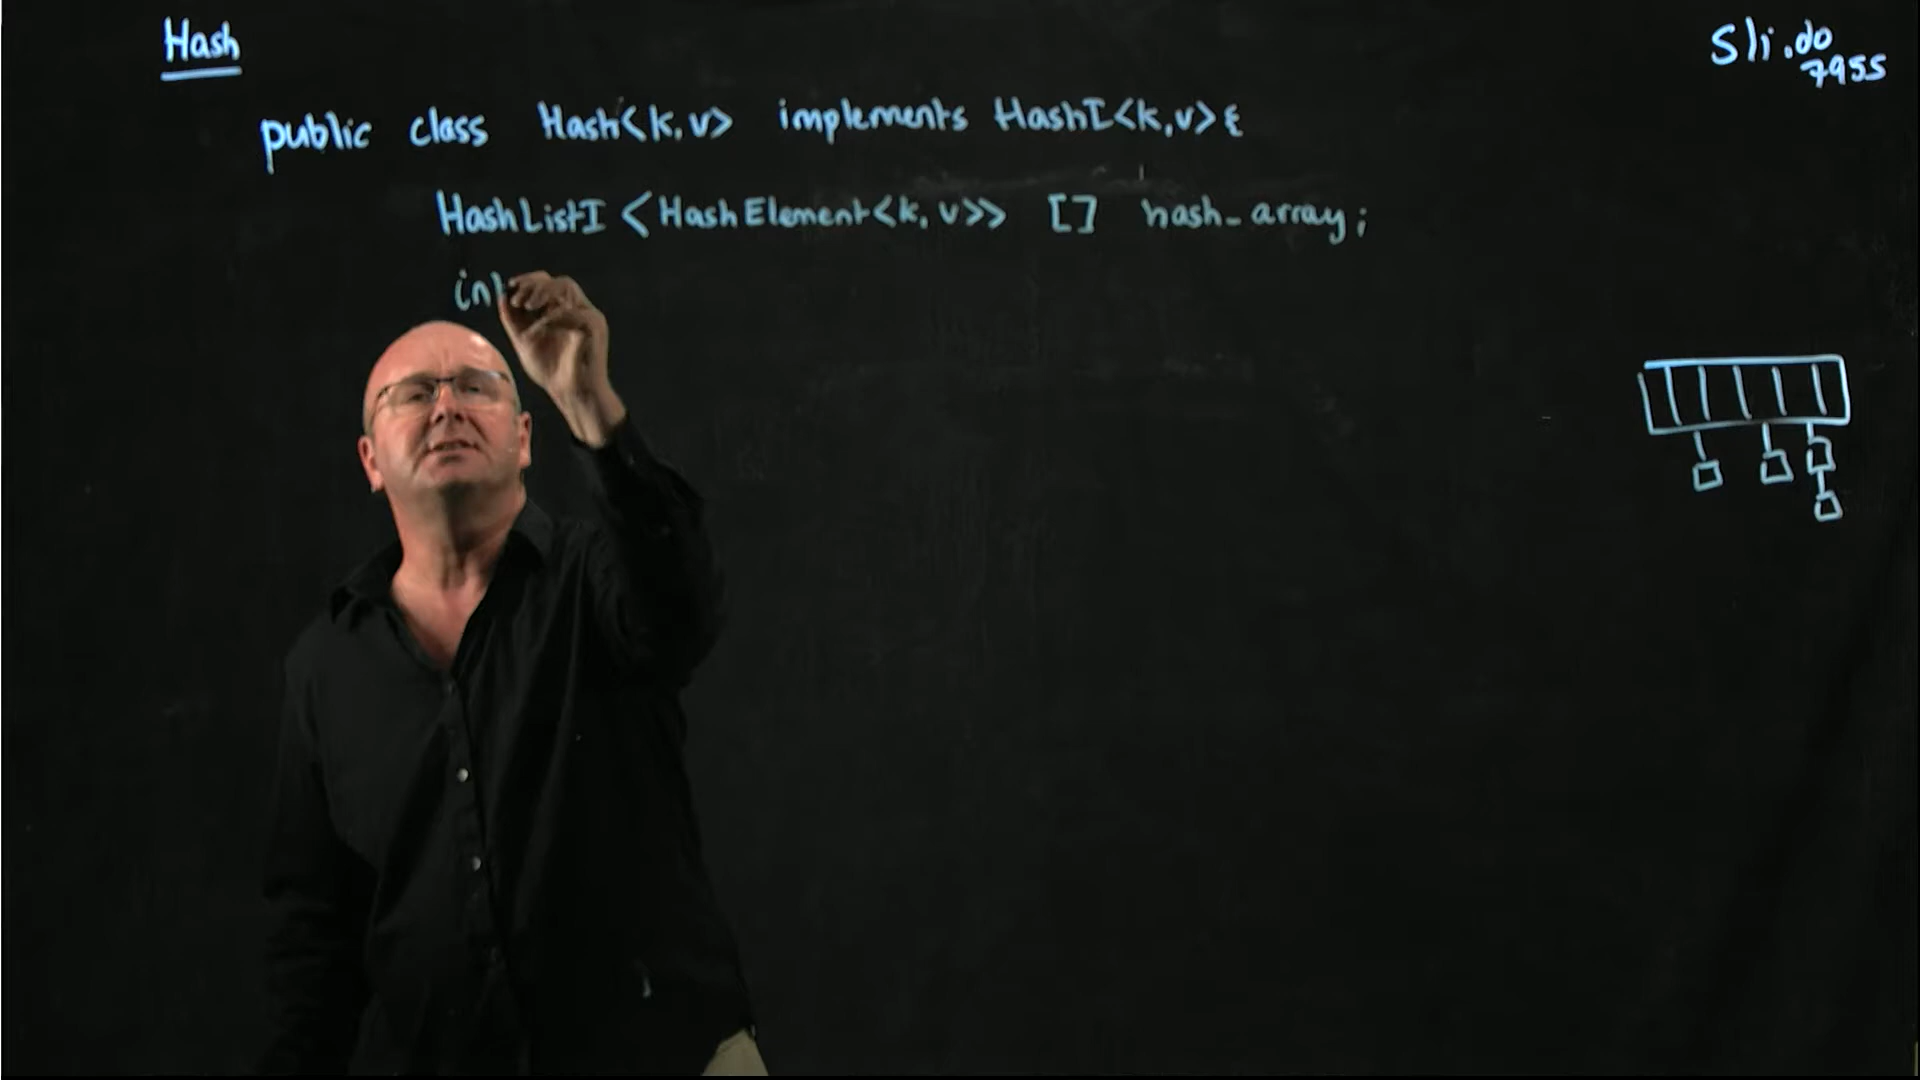 Hash
Sli.do
7955
public class Hash<k,v> implements HashI<k,v>{
HashListI <HashElement<k,v>> [] hash_array;
int